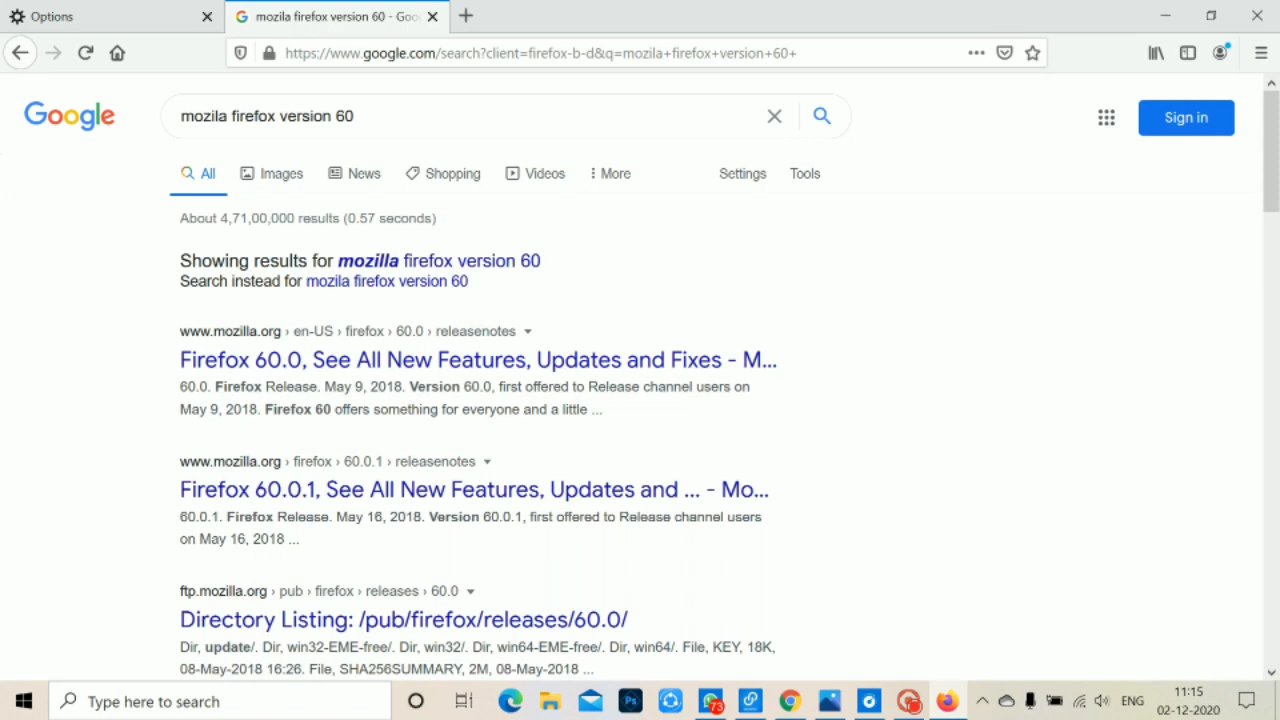 Options
mozila firefox version 60 - Goo
https://www.google.com/search?client=firefox-b-d&q=mozila+firefox+version+60+
Google
mozila firefox version 60
Sign in
All Images News Shopping Videos More Settings Tools
About 4,71,00,000 results (0.57 seconds)
Showing results for mozilla firefox version 60
Search instead for mozila firefox version 60
www.mozilla.org › en-US › firefox › 60.0 › releasenotes
Firefox 60.0, See All New Features, Updates and Fixes - M...
60.0. Firefox Release. May 9, 2018. Version 60.0, first offered to Release channel users on
May 9, 2018. Firefox 60 offers something for everyone and a little ...
www.mozilla.org › firefox › 60.0.1 › releasenotes
Firefox 60.0.1, See All New Features, Updates and ... - Mo...
60.0.1. Firefox Release. May 16, 2018. Version 60.0.1, first offered to Release channel users
on May 16, 2018 ...
ftp.mozilla.org › pub › firefox › releases › 60.0
Directory Listing: /pub/firefox/releases/60.0/
Dir, update/. Dir, win32-EME-free/. Dir, win32/. Dir, win64-EME-free/. Dir, win64/. File, KEY, 18K,
08-May-2018 16:26. File, SHA256SUMMARY, 2M, 08-May-2018 ...
Type here to search
Ps
73
ENG
11:15
02-12-2020